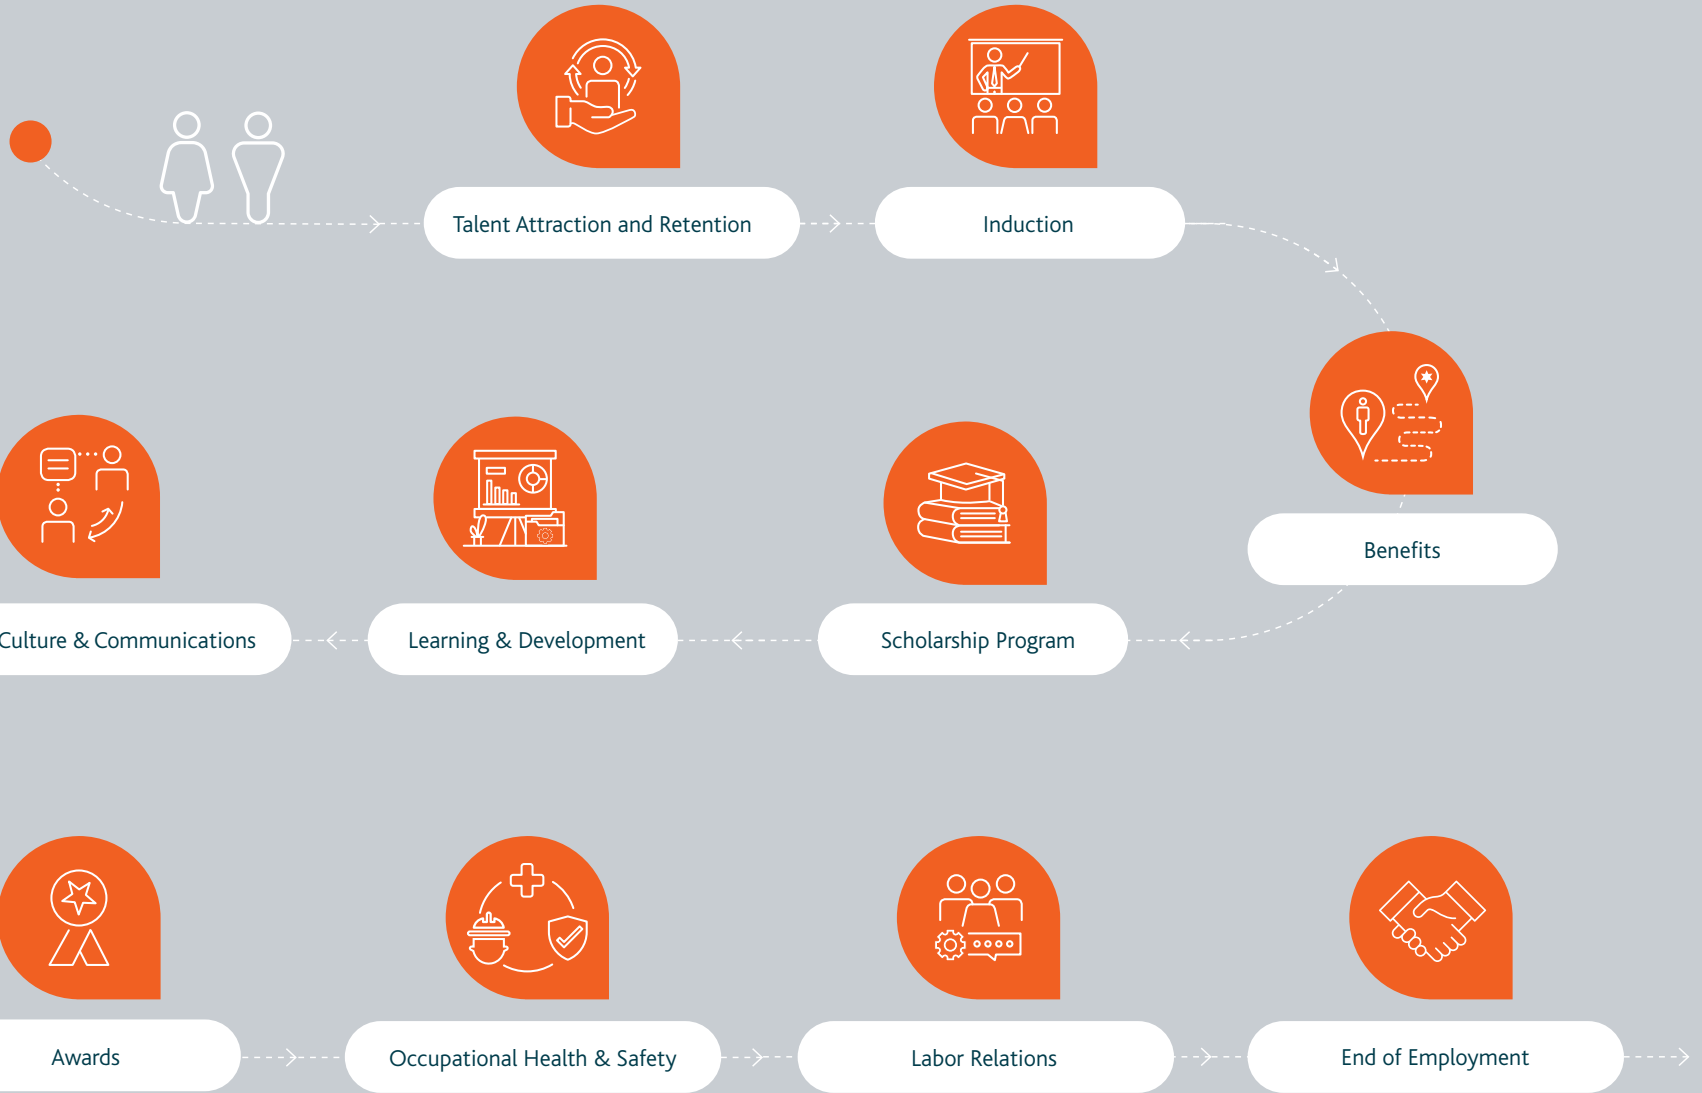 Talent Attraction and Retention
Induction
Benefits
Scholarship Program
Learning & Development
Culture & Communications
Awards
Occupational Health & Safety
Labor Relations
End of Employment